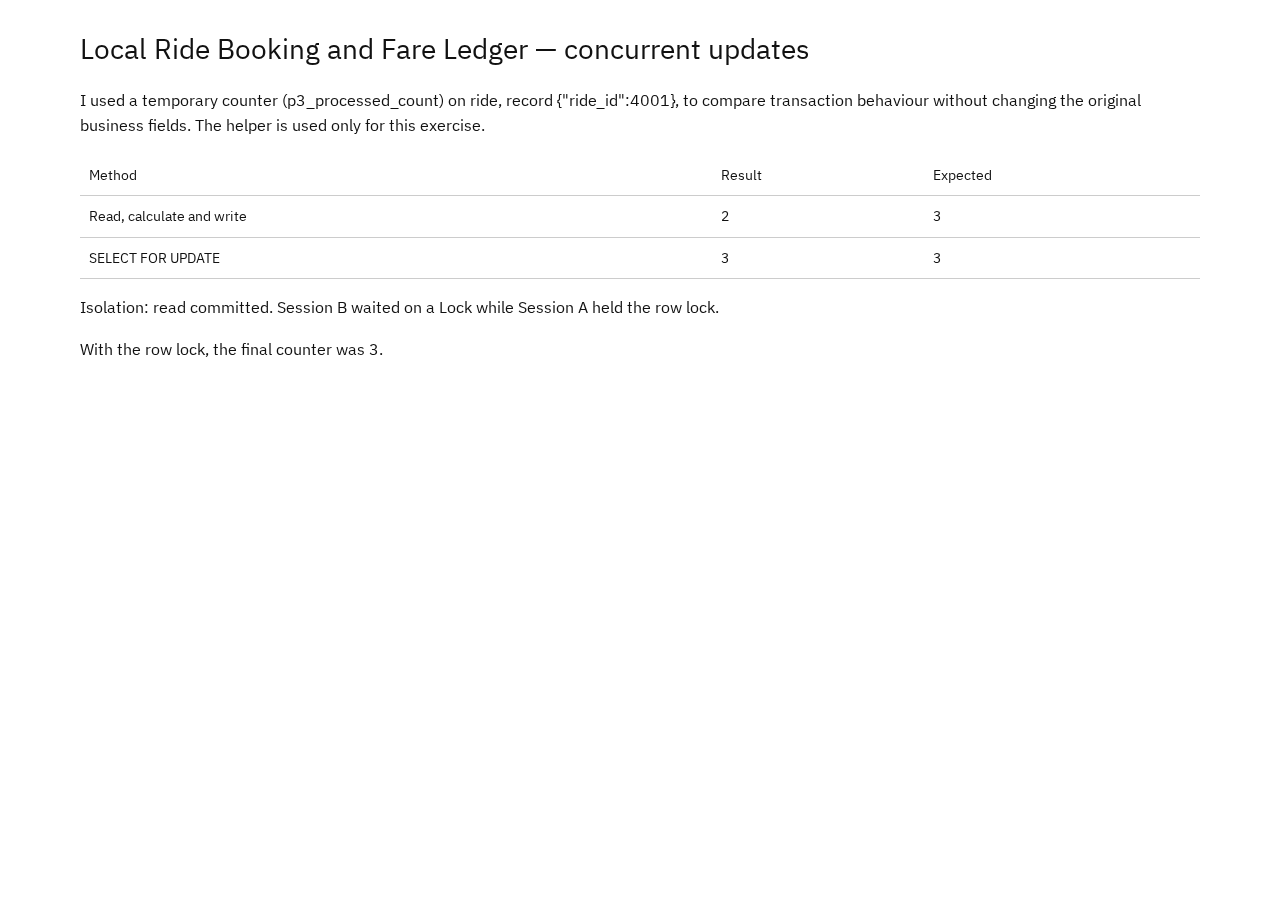 Local Ride Booking and Fare Ledger — concurrent updates
I used a temporary counter (p3_processed_count) on ride, record {"ride_id":4001}, to compare transaction behaviour without changing the original
business fields. The helper is used only for this exercise.
Method Result Expected
Read, calculate and write 2 3
SELECT FOR UPDATE 3 3
Isolation: read committed. Session B waited on a Lock while Session A held the row lock.
With the row lock, the final counter was 3.